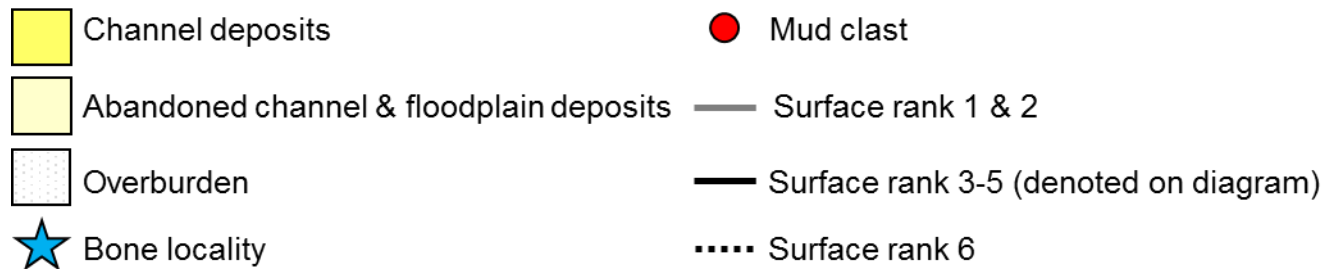 Channel deposits
Mud clast
Abandoned channel & floodplain deposits
Surface rank 1 & 2
Overburden
Surface rank 3-5 (denoted on diagram)
Bone locality
Surface rank 6